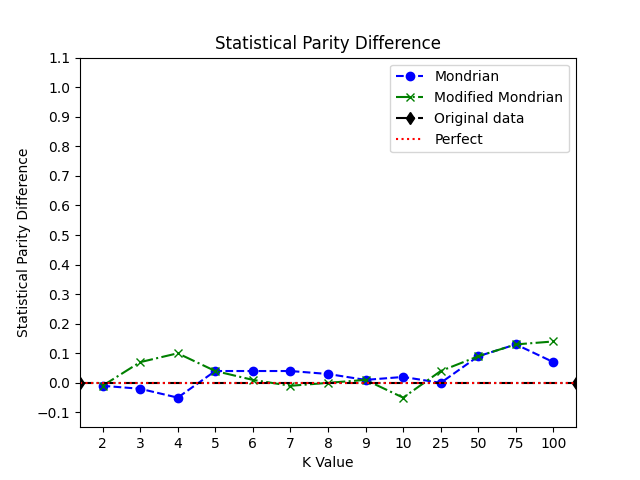 Statistical Parity Difference
1.1
1.0
0.9
0.8
0.7
0.6
0.5
0.4
0.3
0.2
0.1
0.0
−0.1
Statistical Parity Difference
Mondrian
Modified Mondrian
Original data
Perfect
2 3 4 5 6 7 8 9 10 25 50 75 100
K Value